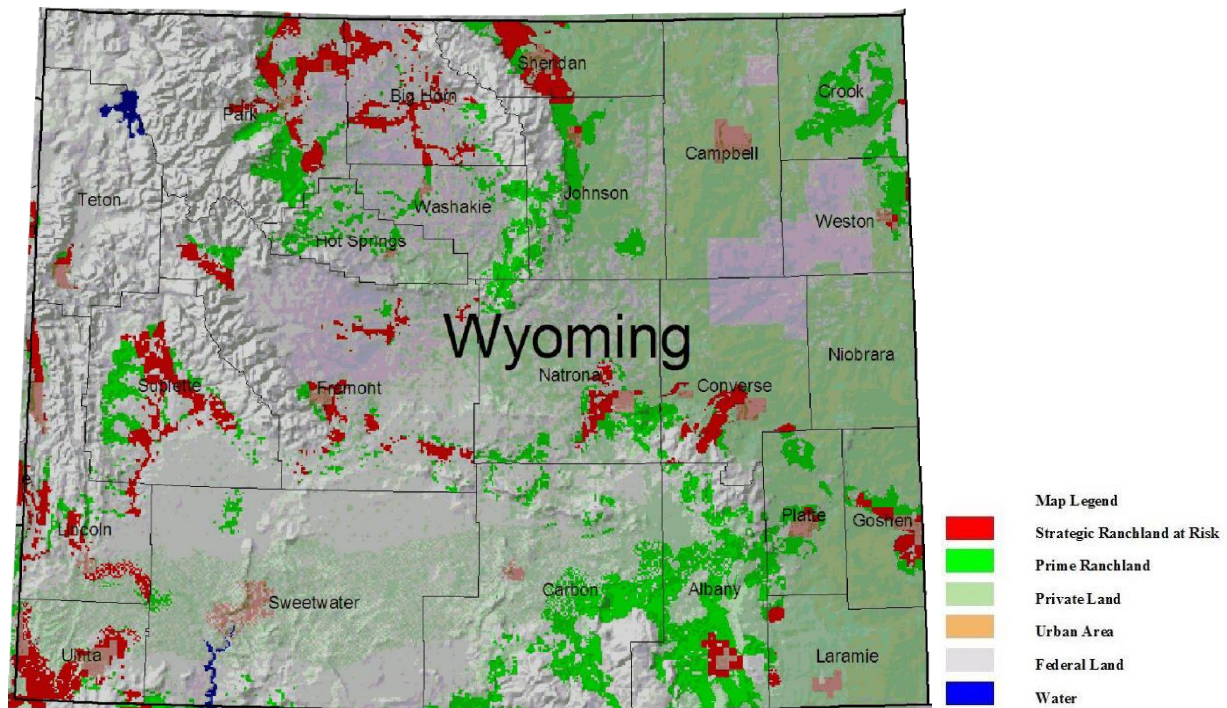 Sheridan
Crook
Big Horn
Park
Campbell
Teton
Washakie
Johnson
Weston
Hot Springs
Wyoming
Niobrara
Sublette
Fremont
Natrona
Converse
Lincoln
Platte
Goshen
Sweetwater
Carbon
Albany
Uinta
Laramie
Map Legend
Strategic Ranchland at Risk
Prime Ranchland
Private Land
Urban Area
Federal Land
Water